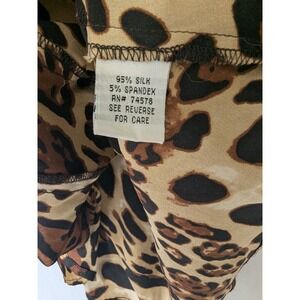 95% SILK
5% SPANDEX
RN# 74578
SEE REVERSE
FOR CARE